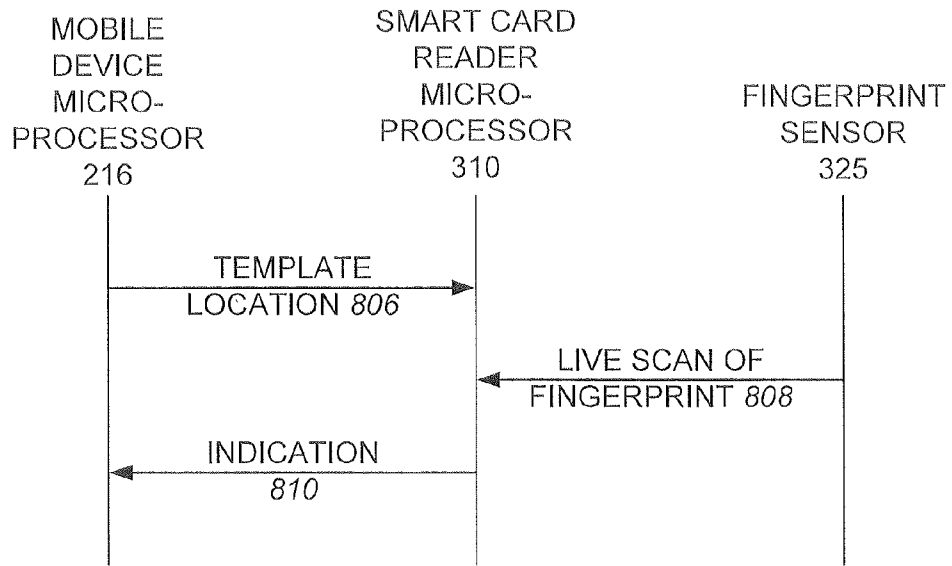 MOBILE
DEVICE
MICRO-
PROCESSOR
216
SMART CARD
READER
MICRO-
PROCESSOR
310
FINGERPRINT
SENSOR
325
TEMPLATE
LOCATION 806
LIVE SCAN OF
FINGERPRINT 808
INDICATION
810